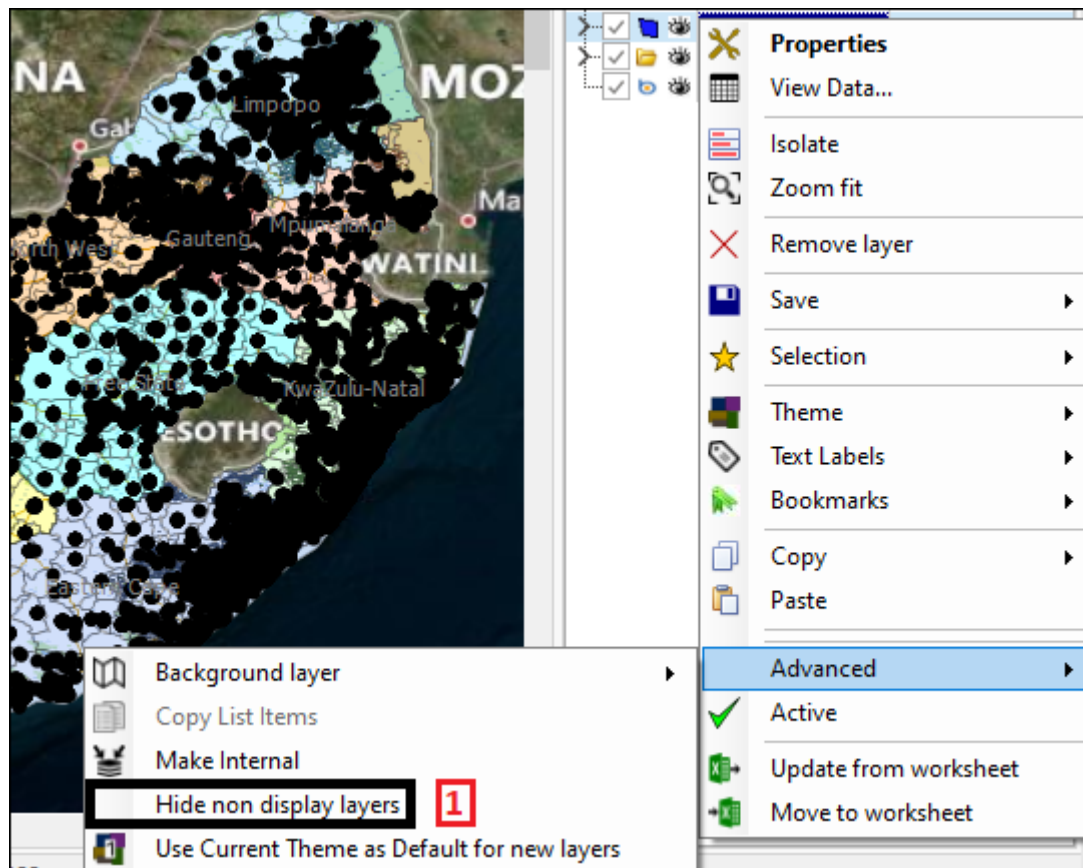 NA
MOZ
Limpopo
Gab
Ma
Mpumalanga
North West
Gauteng
WATINI
Free State
KwaZulu-Natal
ESOTHO
Eastern Cape
Properties
View Data...
Isolate
Zoom fit
Remove layer
Save
Selection
Theme
Text Labels
Bookmarks
Copy
Paste
Advanced
Active
Update from worksheet
Move to worksheet
Background layer
Copy List Items
Make Internal
Hide non display layers 1
Use Current Theme as Default for new layers